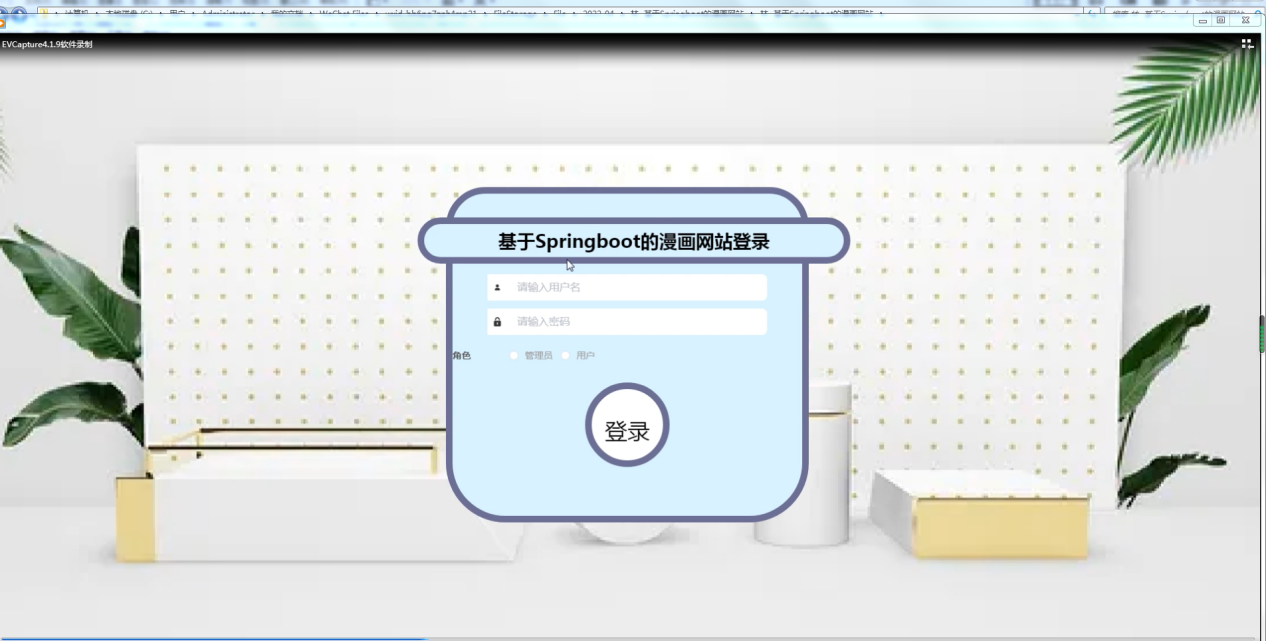 EVCapture4.1.9软件录制
基于Springboot的漫画网站登录
请输入用户名
请输入密码
角色 管理员 用户
登录